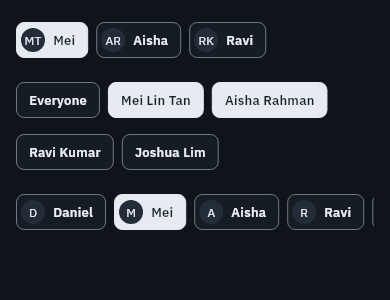 MT Mei AR Aisha RK Ravi
Everyone Mei Lin Tan Aisha Rahman
Ravi Kumar Joshua Lim
D Daniel M Mei A Aisha R Ravi